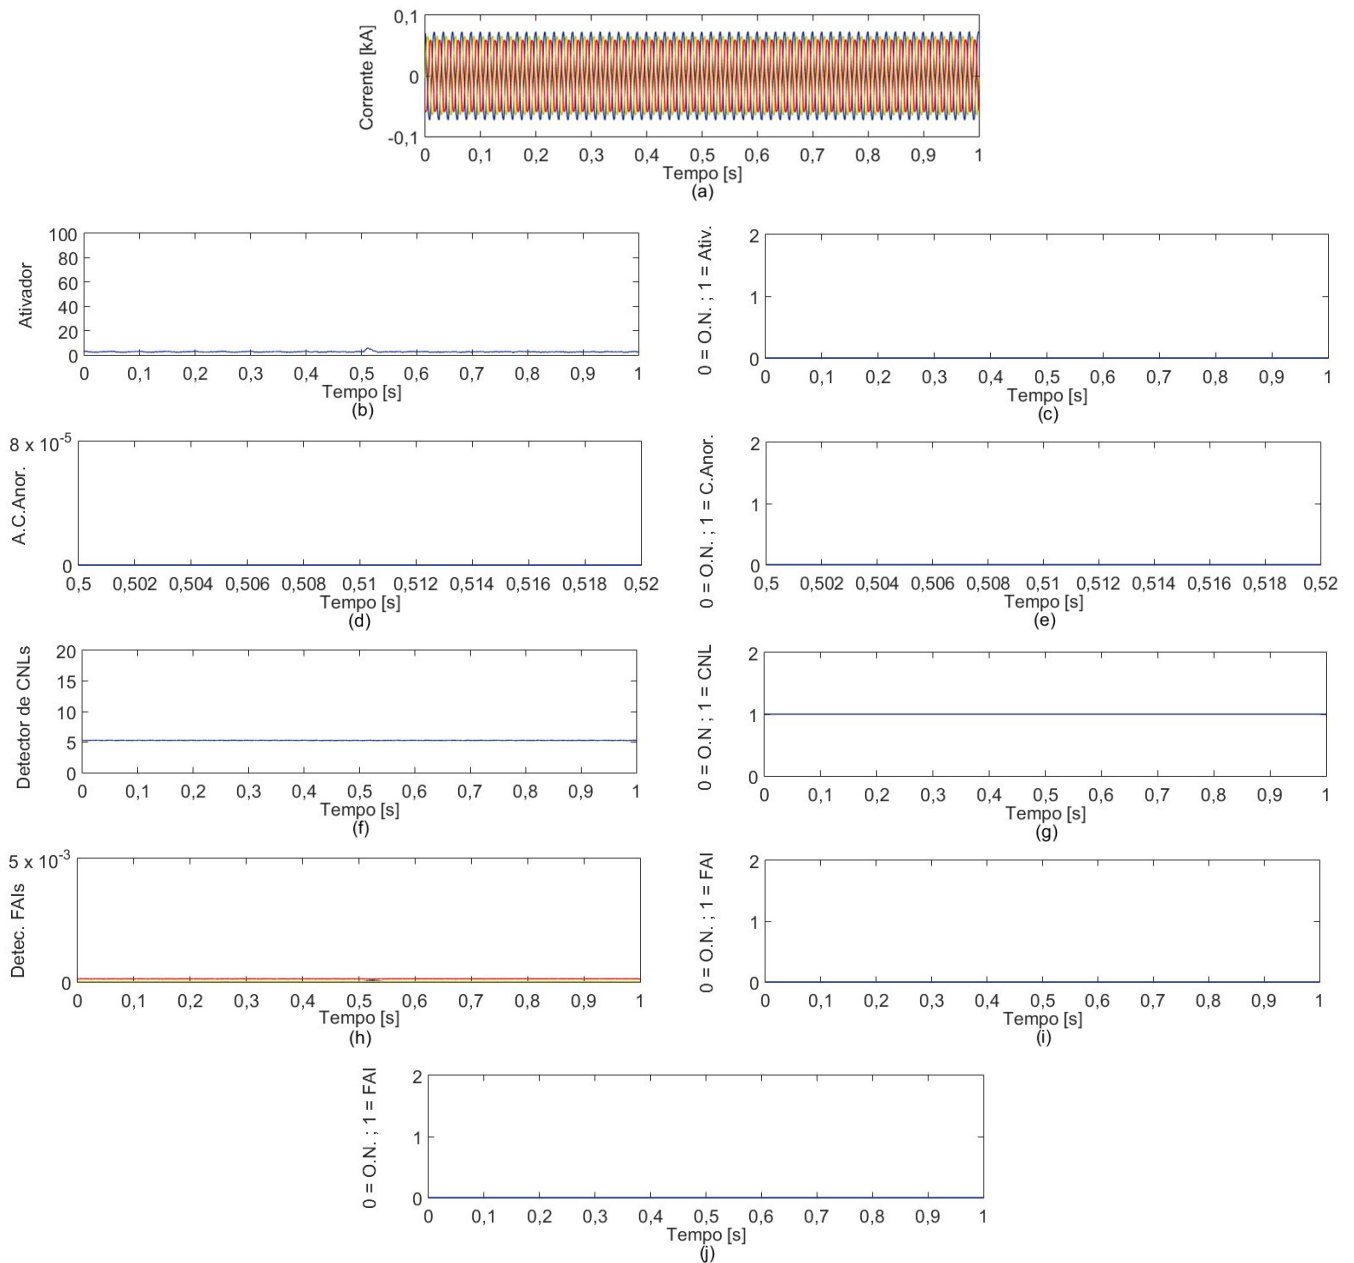 Corrente [kA]
0,1
0
-0,1
0 0,1 0,2 0,3 0,4 0,5 0,6 0,7 0,8 0,9 1
Tempo [s]
(a)
Ativador
100
80
60
40
20
0
0 0,1 0,2 0,3 0,4 0,5 0,6 0,7 0,8 0,9 1
Tempo [s]
(b)
0 = O.N. ; 1 = Ativ.
2
1
0
0 0,1 0,2 0,3 0,4 0,5 0,6 0,7 0,8 0,9 1
Tempo [s]
(c)
A.C.Anor.
8 x 10-5
0
0,5 0,502 0,504 0,506 0,508 0,51 0,512 0,514 0,516 0,518 0,52
Tempo [s]
(d)
0 = O.N. ; 1 = C.Anor.
2
1
0
0,5 0,502 0,504 0,506 0,508 0,51 0,512 0,514 0,516 0,518 0,52
Tempo [s]
(e)
Detector de CNLs
20
15
10
5
0
0 0,1 0,2 0,3 0,4 0,5 0,6 0,7 0,8 0,9 1
Tempo [s]
(f)
0 = O.N ; 1 = CNL
2
1
0
0 0,1 0,2 0,3 0,4 0,5 0,6 0,7 0,8 0,9 1
Tempo [s]
(g)
Detec. FAIs
5 x 10-3
0
0 0,1 0,2 0,3 0,4 0,5 0,6 0,7 0,8 0,9 1
Tempo [s]
(h)
0 = O.N. ; 1 = FAI
2
1
0
0 0,1 0,2 0,3 0,4 0,5 0,6 0,7 0,8 0,9 1
Tempo [s]
(i)
0 = O.N. ; 1 = FAI
2
1
0
0 0,1 0,2 0,3 0,4 0,5 0,6 0,7 0,8 0,9 1
Tempo [s]
(j)